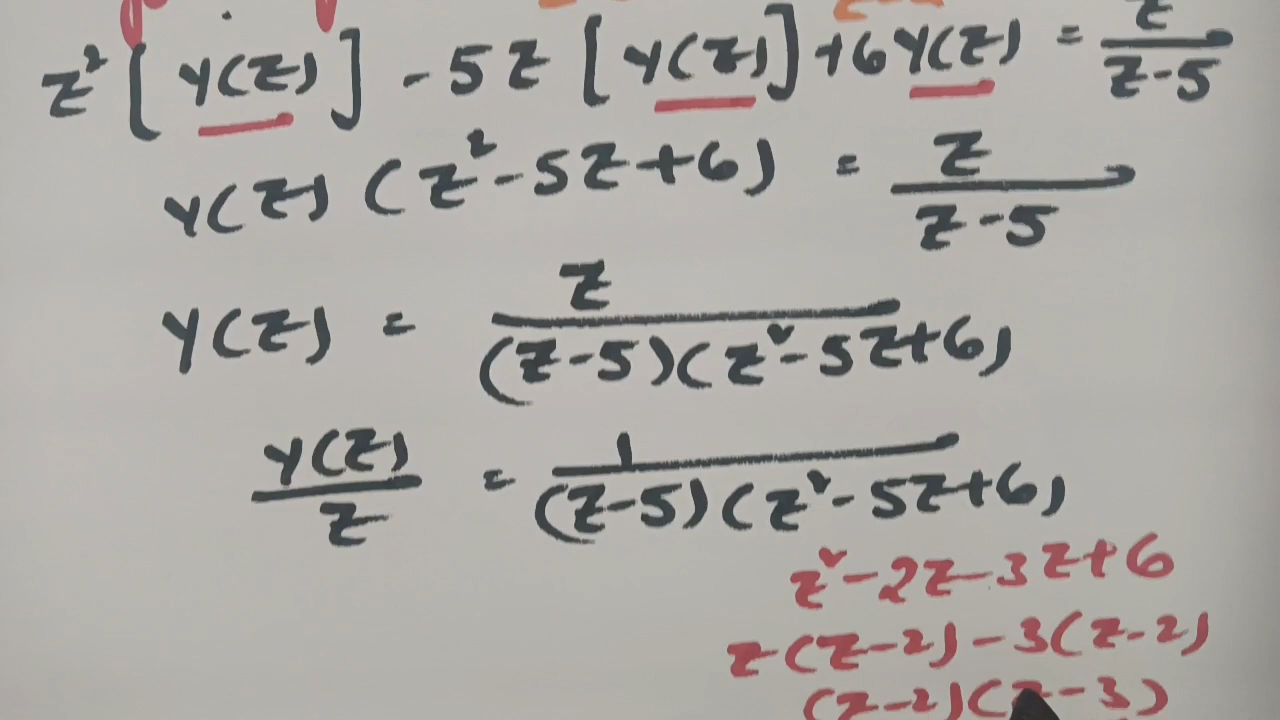 z² [ y(z) ] - 5z [ y(z) ] + 6y(z) = z/(z-5)
y(z) (z² - 5z + 6) = z/(z-5)
y(z) = z/((z-5)(z² - 5z + 6))
y(z)/z = 1/((z-5)(z² - 5z + 6))
z² - 2z - 3z + 6
z(z-2) - 3(z-2)
(z-2)(z-3)